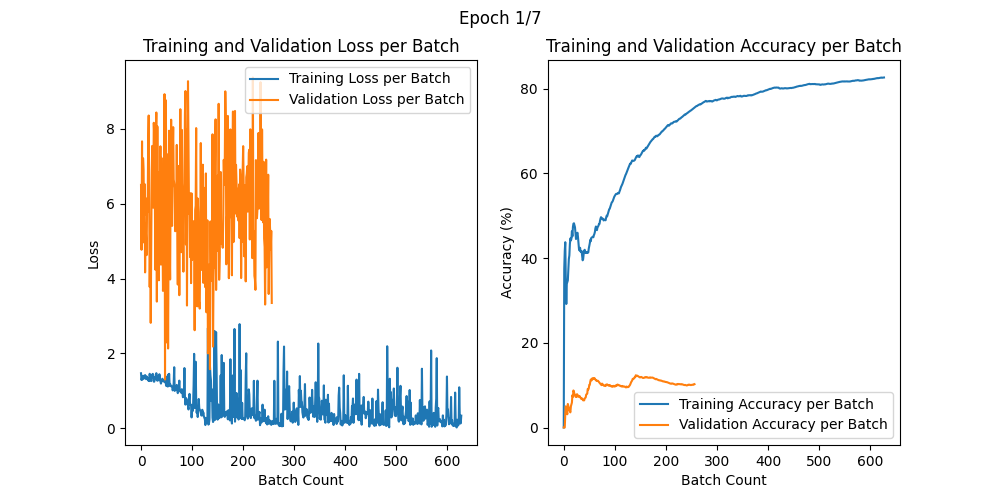 Epoch 1/7
Training and Validation Loss per Batch
Training Loss per Batch
Validation Loss per Batch
Loss
8
6
4
2
0
0 100 200 300 400 500 600
Batch Count
Training and Validation Accuracy per Batch
Accuracy (%)
80
60
40
20
0
Training Accuracy per Batch
Validation Accuracy per Batch
0 100 200 300 400 500 600
Batch Count